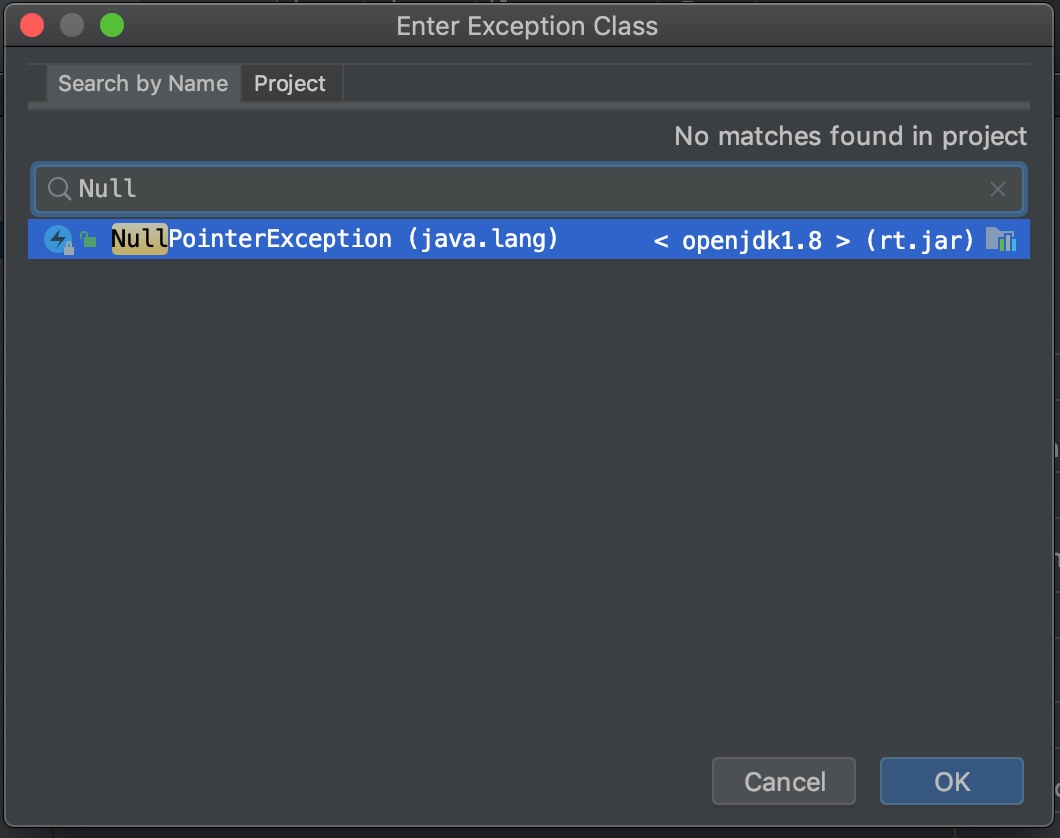 Enter Exception Class
Search by Name Project
No matches found in project
Null
NullPointerException (java.lang) < openjdk1.8 > (rt.jar)
Cancel OK